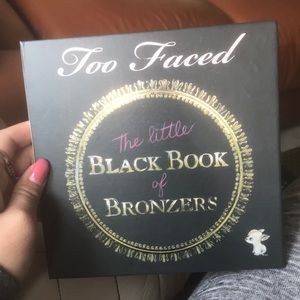 Too Faced
The little
BLACK BOOK
of
BRONZERS